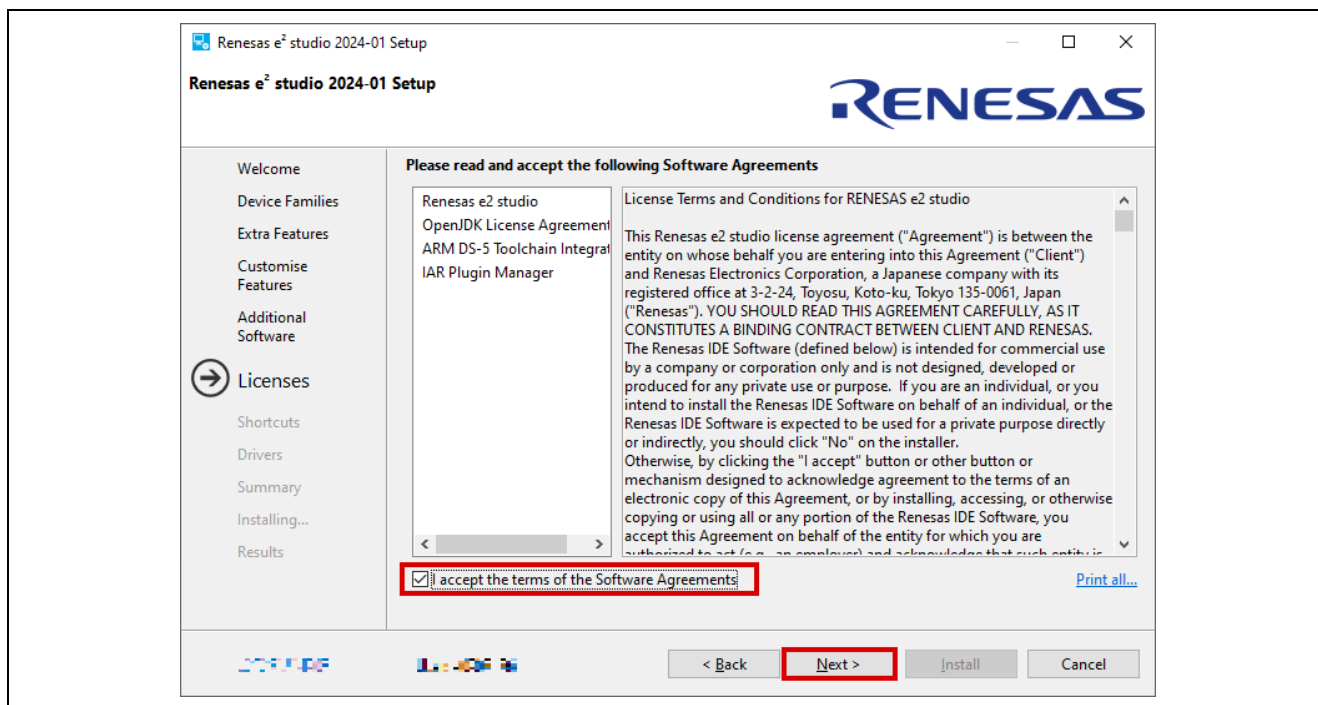 Renesas e² studio 2024-01 Setup
Renesas e² studio 2024-01 Setup
RENESAS
Welcome
Device Families
Extra Features
Customise
Features
Additional
Software
Licenses
Shortcuts
Drivers
Summary
Installing...
Results
Please read and accept the following Software Agreements
Renesas e2 studio
OpenJDK License Agreement
ARM DS-5 Toolchain Integrat
IAR Plugin Manager
License Terms and Conditions for RENESAS e2 studio
This Renesas e2 studio license agreement ("Agreement") is between the
entity on whose behalf you are entering into this Agreement ("Client")
and Renesas Electronics Corporation, a Japanese company with its
registered office at 3-2-24, Toyosu, Koto-ku, Tokyo 135-0061, Japan
("Renesas"). YOU SHOULD READ THIS AGREEMENT CAREFULLY, AS IT
CONSTITUTES A BINDING CONTRACT BETWEEN CLIENT AND RENESAS.
The Renesas IDE Software (defined below) is intended for commercial use
by a company or corporation only and is not designed, developed or
produced for any private use or purpose.  If you are an individual, or you
intend to install the Renesas IDE Software on behalf of an individual, or the
Renesas IDE Software is expected to be used for a private purpose directly
or indirectly, you should click "No" on the installer.
Otherwise, by clicking the "I accept" button or other button or
mechanism designed to acknowledge agreement to the terms of an
electronic copy of this Agreement, or by installing, accessing, or otherwise
copying or using all or any portion of the Renesas IDE Software, you
accept this Agreement on behalf of the entity for which you are
authorized to act (e.g., an employer) and acknowledge that such entity is
I accept the terms of the Software Agreements
Print all...
< Back
Next >
Install
Cancel